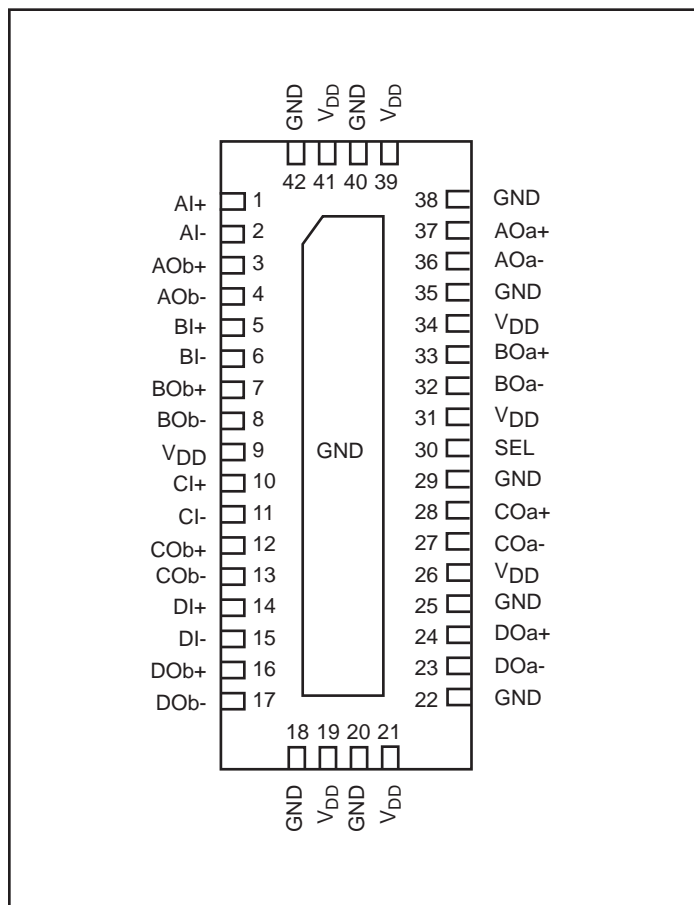 GND VDD GND VDD
42 41 40 39
AI+ 1 38 GND
AI- 2 37 AOa+
AOb+ 3 36 AOa-
AOb- 4 35 GND
BI+ 5 34 VDD
BI- 6 33 BOa+
BOb+ 7 32 BOa-
BOb- 8 31 VDD
VDD 9 GND 30 SEL
CI+ 10 29 GND
CI- 11 28 COa+
COb+ 12 27 COa-
COb- 13 26 VDD
DI+ 14 25 GND
DI- 15 24 DOa+
DOb+ 16 23 DOa-
DOb- 17 22 GND
18 19 20 21
GND VDD GND VDD